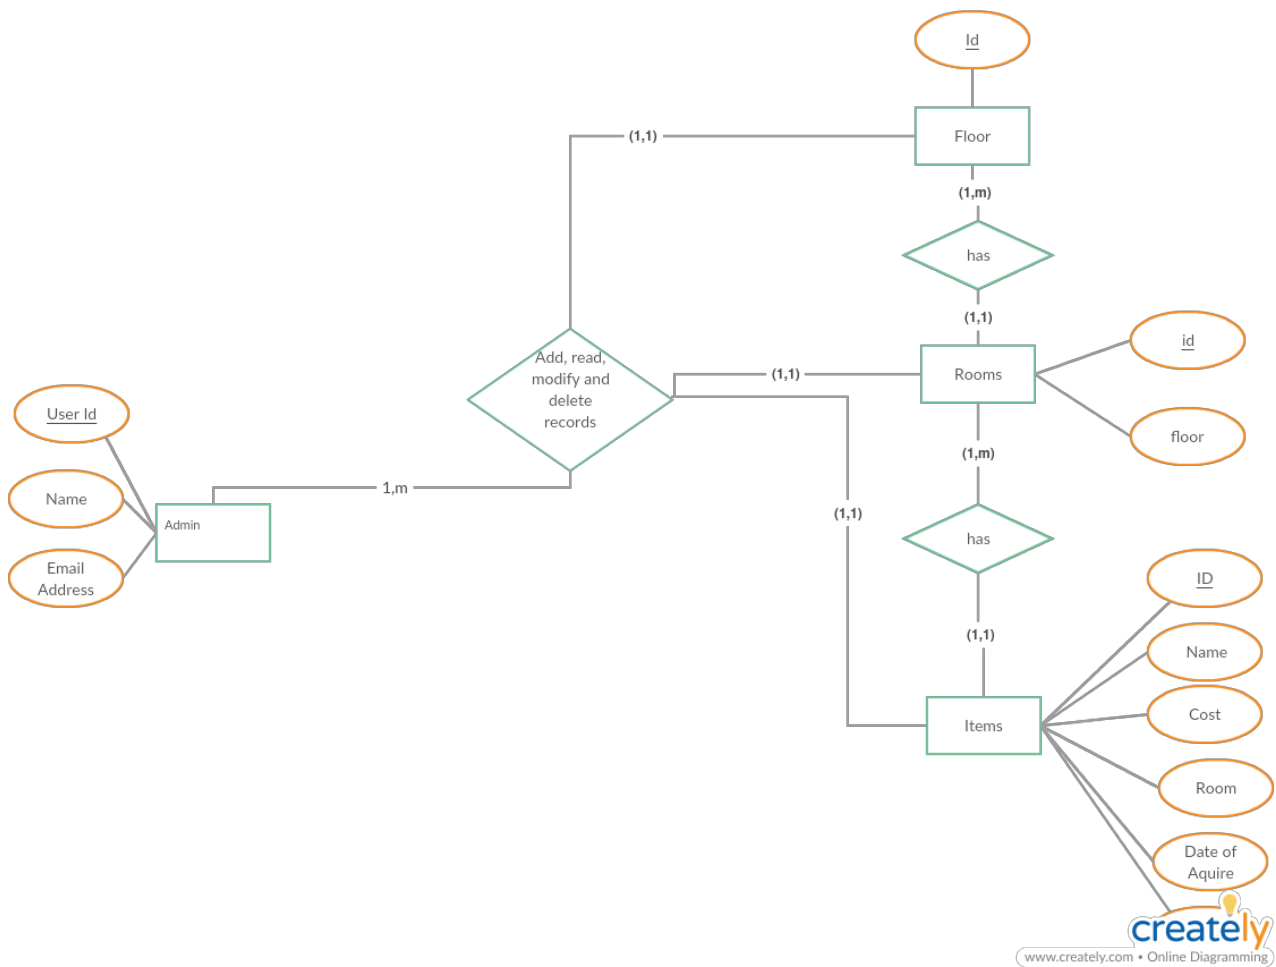 Id
(1,1)
Floor
(1,m)
has
(1,1)
id
Add, read,
modify and
delete
records
(1,1)
Rooms
floor
User Id
(1,m)
1,m
Name
Admin
(1,1)
has
Email
Address
ID
(1,1)
Name
Items
Cost
Room
Date of
Aquire
creately
www.creately.com • Online Diagramming